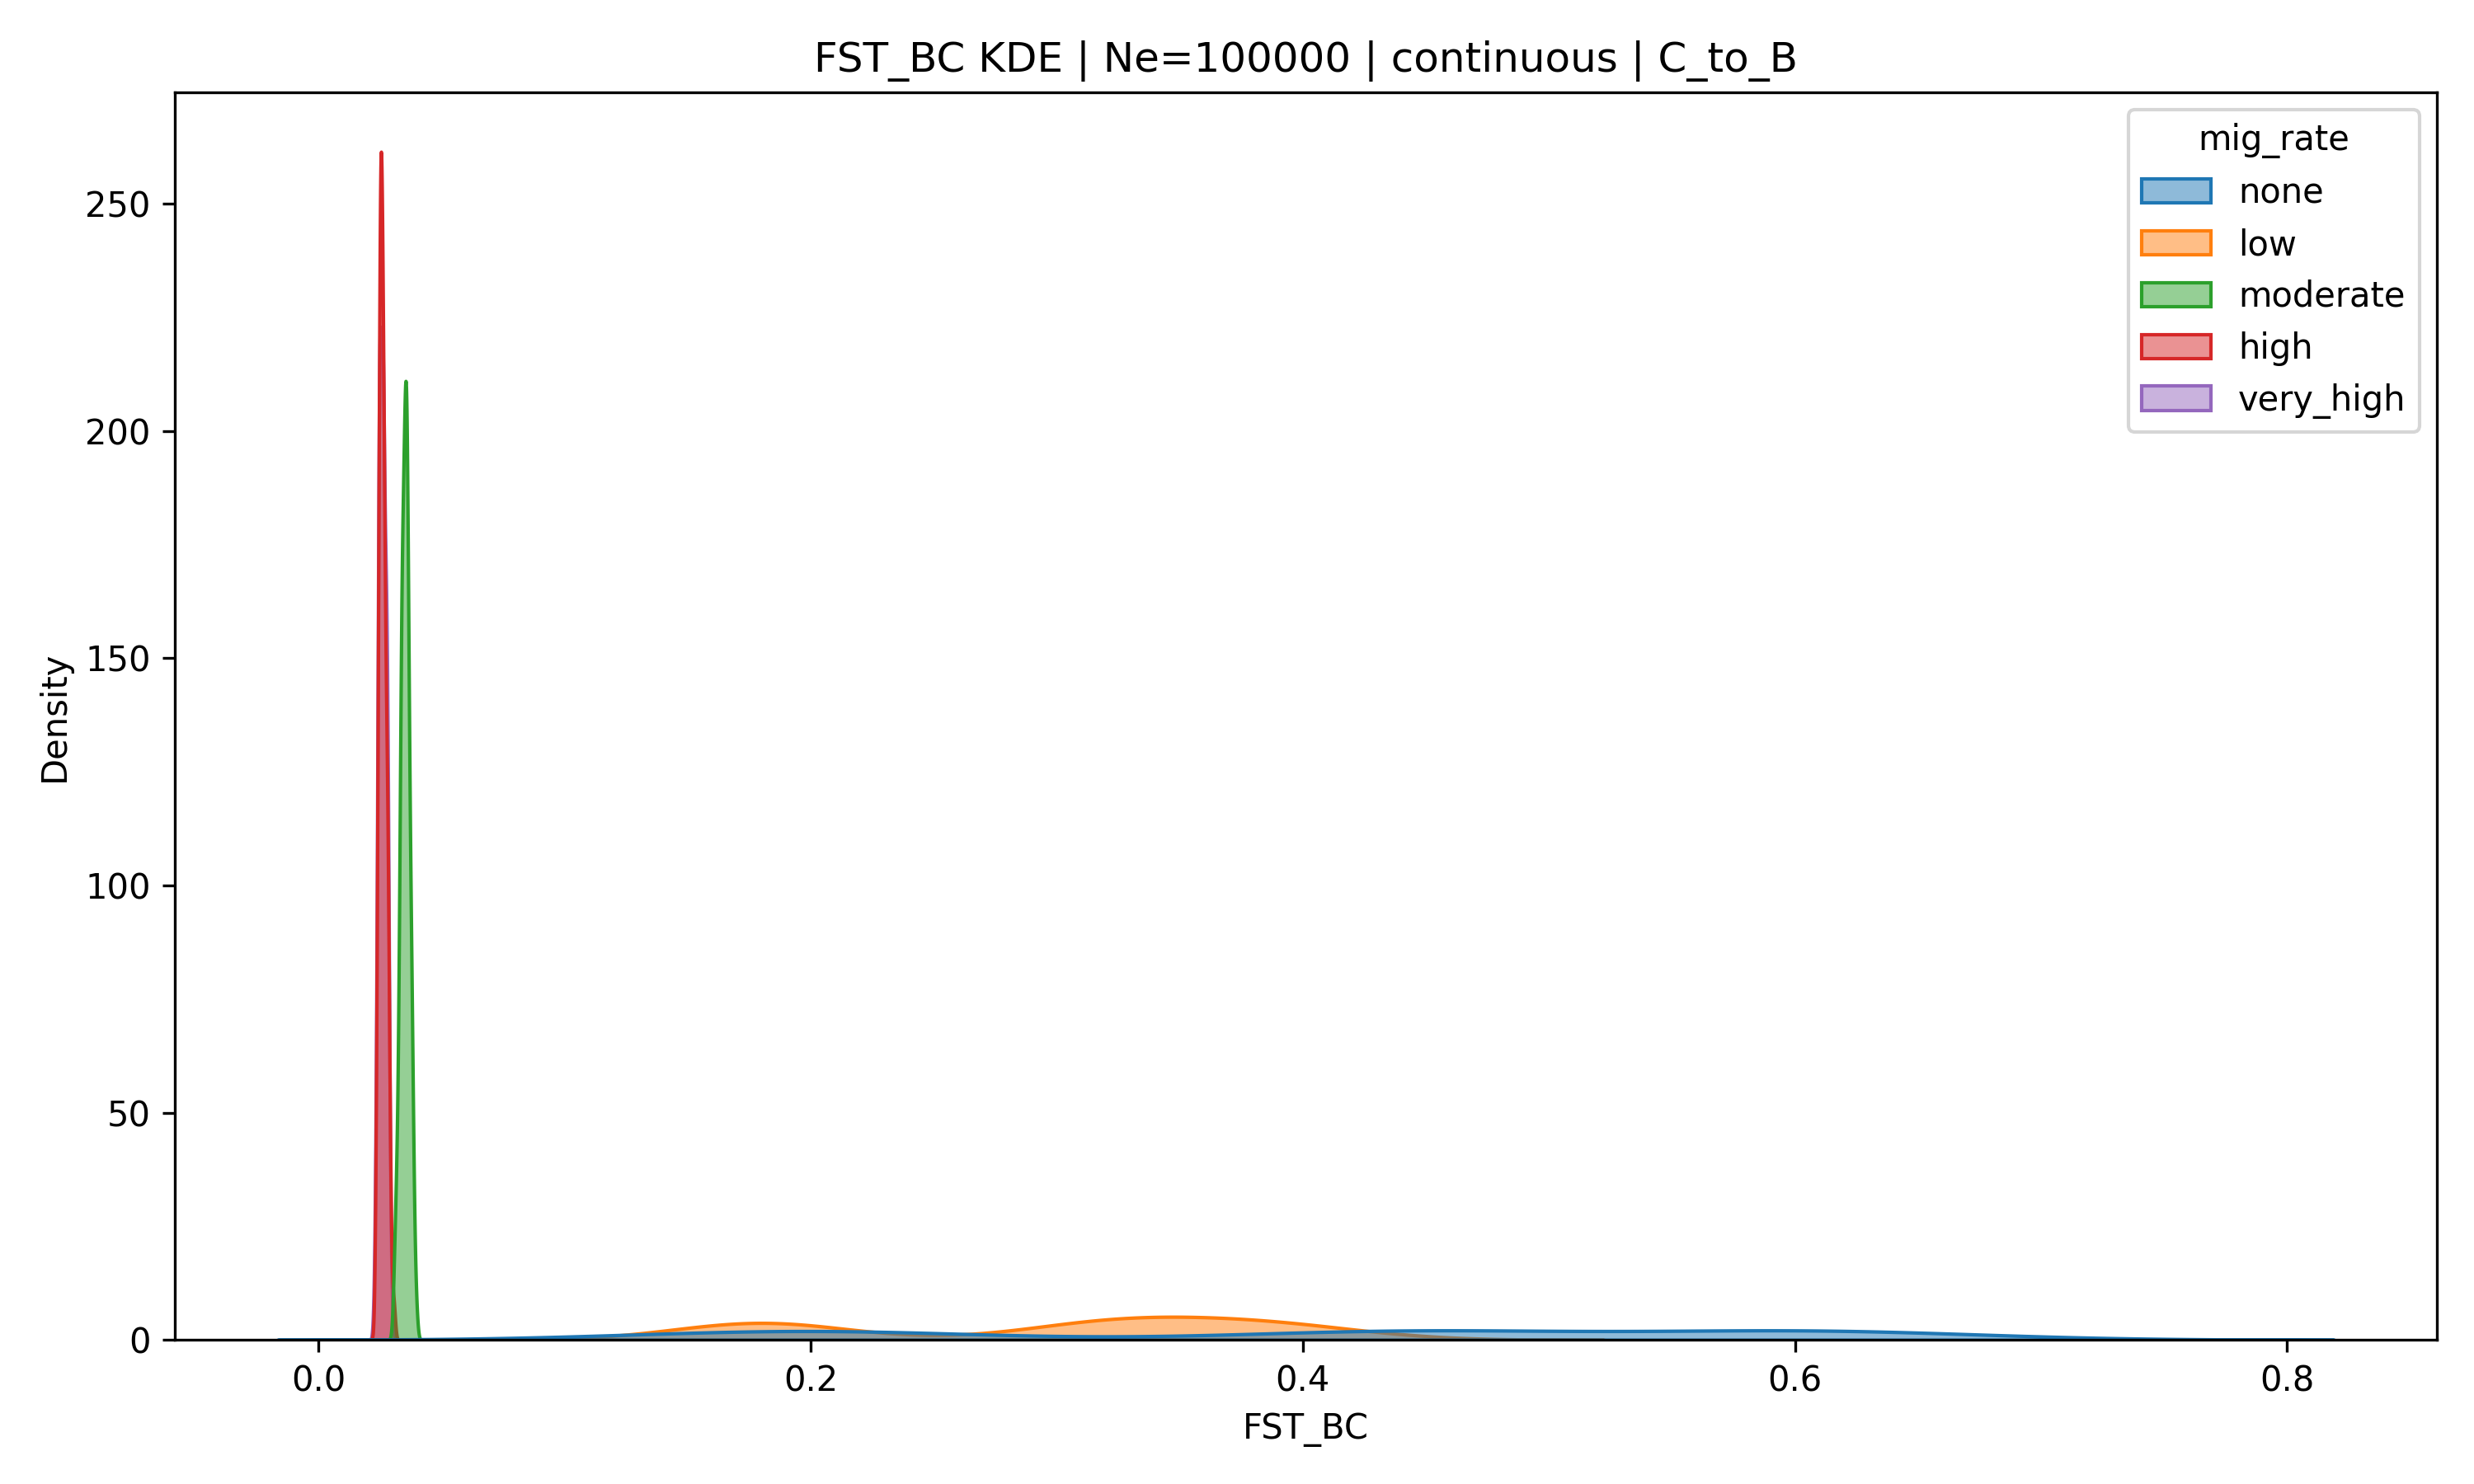 FST_BC KDE | Ne=100000 | continuous | C_to_B
mig_rate
none
low
moderate
high
very_high
Density
250
200
150
100
50
0
0.0 0.2 0.4 0.6 0.8
FST_BC